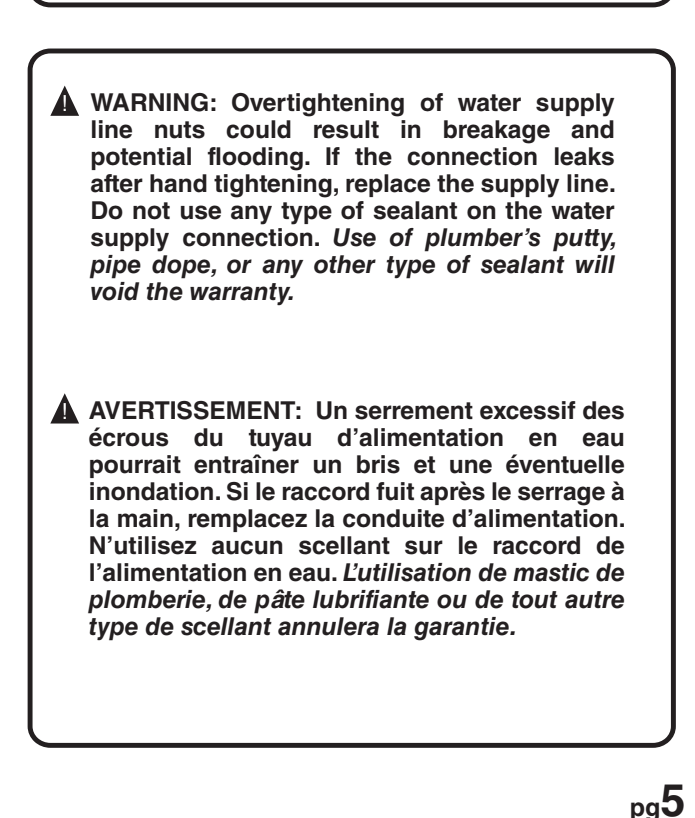 WARNING: Overtightening of water supply
line nuts could result in breakage and
potential flooding. If the connection leaks
after hand tightening, replace the supply line.
Do not use any type of sealant on the water
supply connection. Use of plumber's putty,
pipe dope, or any other type of sealant will
void the warranty.
AVERTISSEMENT: Un serrement excessif des
écrous du tuyau d'alimentation en eau
pourrait entraîner un bris et une éventuelle
inondation. Si le raccord fuit après le serrage à
la main, remplacez la conduite d'alimentation.
N'utilisez aucun scellant sur le raccord de
l'alimentation en eau. L'utilisation de mastic de
plomberie, de pâte lubrifiante ou de tout autre
type de scellant annulera la garantie.
pg5